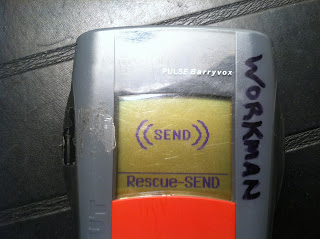 PULSE Barryvox
((SEND))
Rescue-SEND
WORKMAN